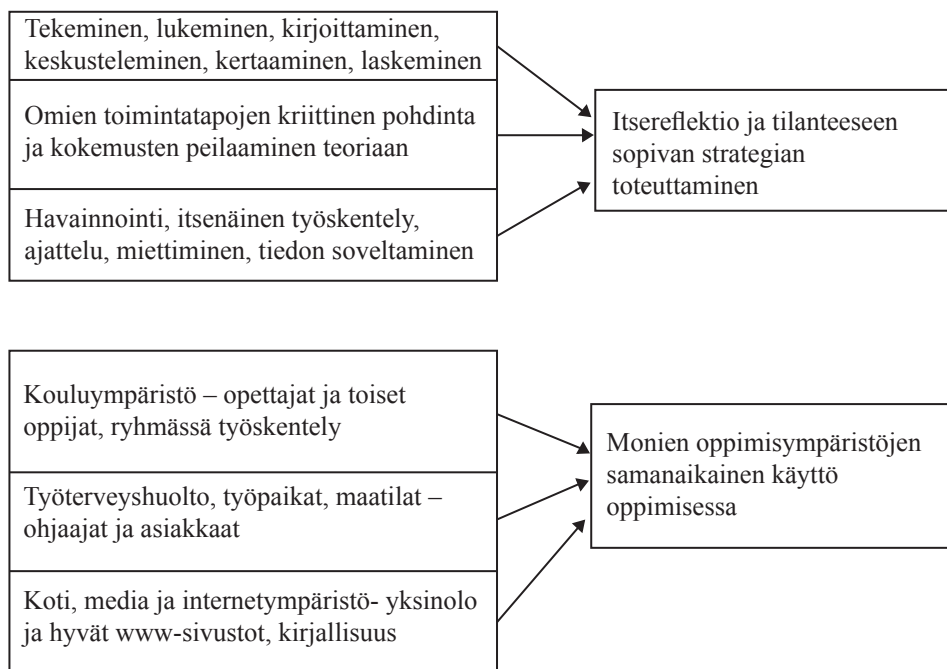 Tekeminen, lukeminen, kirjoittaminen,
keskusteleminen, kertaaminen, laskeminen
Omien toimintatapojen kriittinen pohdinta
ja kokemusten peilaaminen teoriaan
Havainnointi, itsenäinen työskentely,
ajattelu, miettiminen, tiedon soveltaminen
Itsereflektio ja tilanteeseen
sopivan strategian
toteuttaminen
Kouluympäristö – opettajat ja toiset
oppijat, ryhmässä työskentely
Työterveyshuolto, työpaikat, maatilat –
ohjaajat ja asiakkaat
Koti, media ja internetympäristö- yksinolo
ja hyvät www-sivustot, kirjallisuus
Monien oppimisympäristöjen
samanaikainen käyttö
oppimisessa